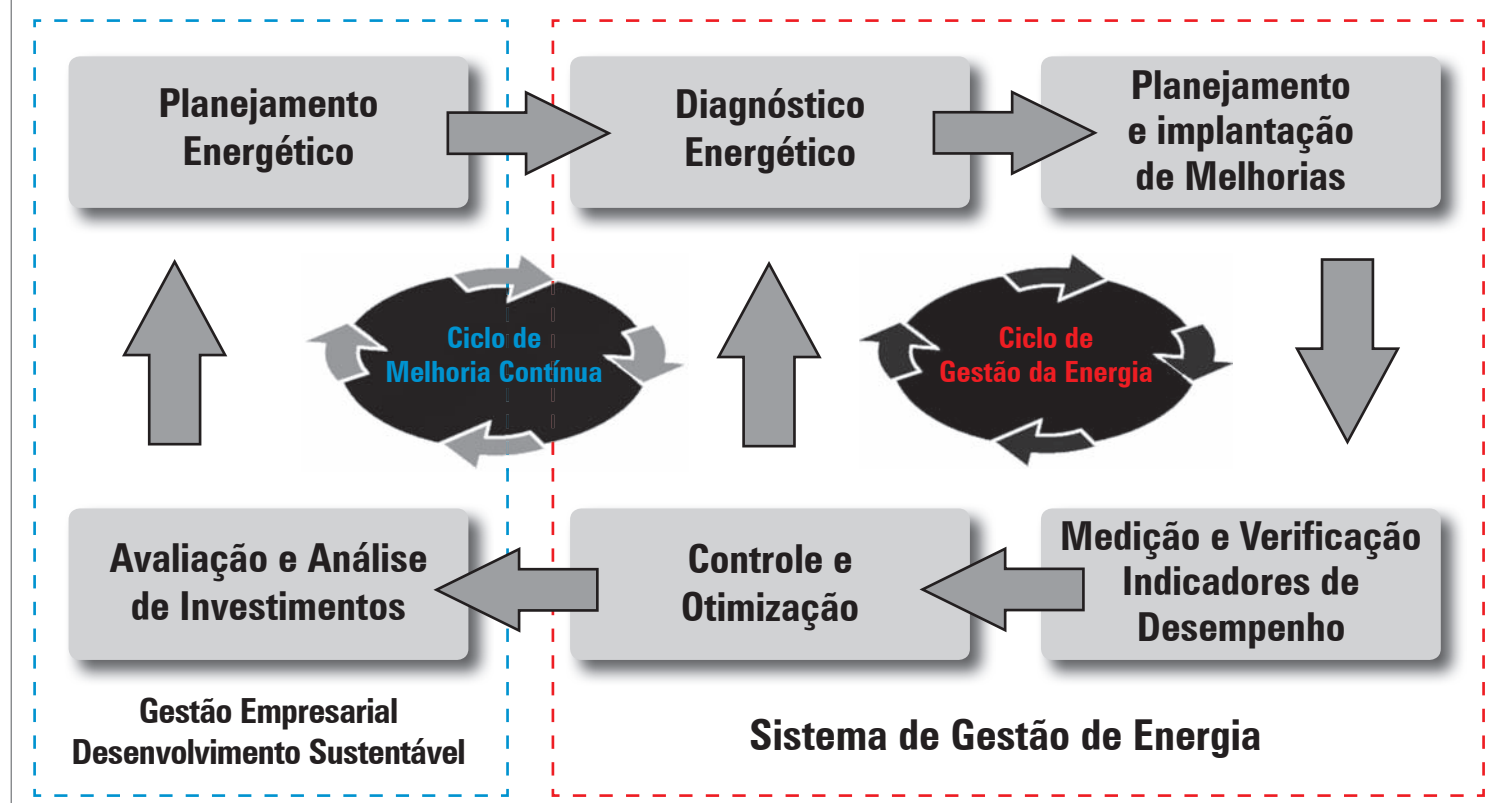 Planejamento
Energético
Diagnóstico
Energético
Planejamento
e implantação
de Melhorias
Ciclo de
Melhoria Contínua
Ciclo de
Gestão da Energia
Avaliação e Análise
de Investimentos
Controle e
Otimização
Medição e Verificação
Indicadores de
Desempenho
Gestão Empresarial
Desenvolvimento Sustentável
Sistema de Gestão de Energia